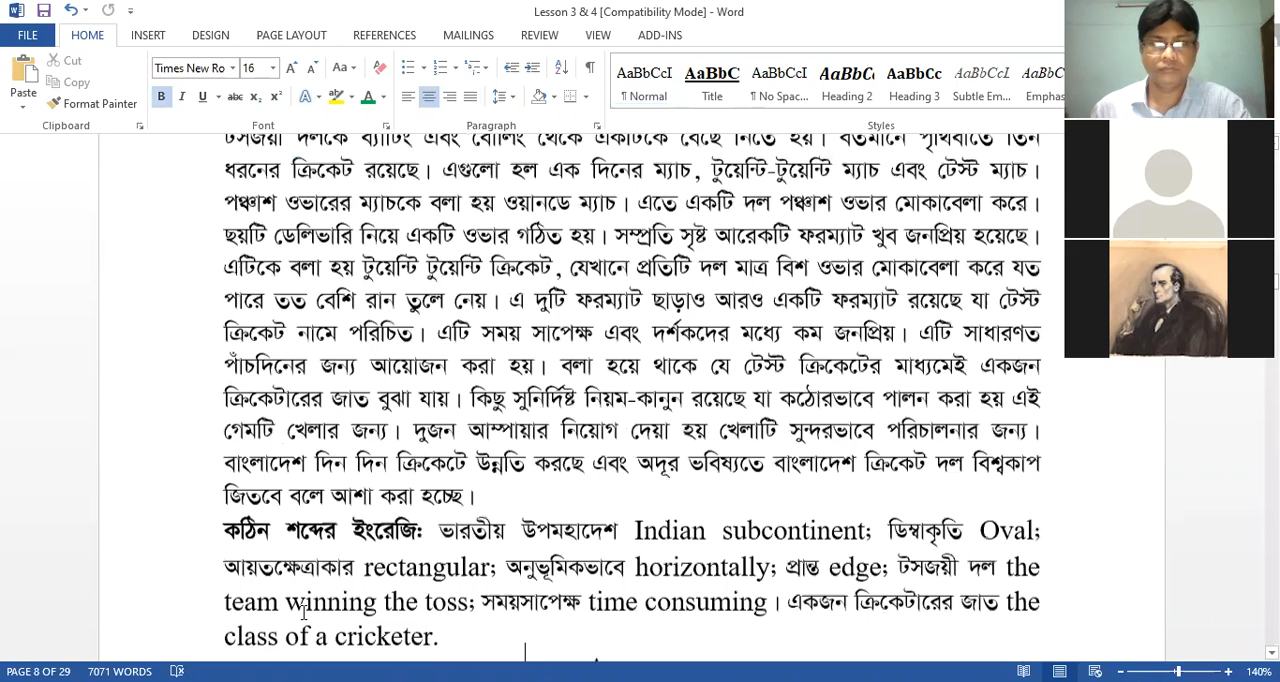 Lesson 3 & 4 [Compatibility Mode] - Word
FILE HOME INSERT DESIGN PAGE LAYOUT REFERENCES MAILINGS REVIEW VIEW ADD-INS
Cut
Copy
Format Painter
Paste
Times New Ro 16
AaBbCcI AaBbC AaBbCcI AaBbC AaBbCc AaBbCcL AaBbC
¶ Normal Title ¶ No Spac... Heading 2 Heading 3 Subtle Em... Emphas
Clipboard Font Paragraph Styles
টসজয়ী দলকে ব্যাটিং এবং বোলিং থেকে একটিকে বেছে নিতে হয়। বর্তমানে পৃথিবীতে তিন
ধরনের ক্রিকেট রয়েছে। এগুলো হল এক দিনের ম্যাচ, টুয়েন্টি-টুয়েন্টি ম্যাচ এবং টেস্ট ম্যাচ।
পঞ্চাশ ওভারের ম্যাচকে বলা হয় ওয়ানডে ম্যাচ। এতে একটি দল পঞ্চাশ ওভার মোকাবেলা করে।
ছয়টি ডেলিভারি নিয়ে একটি ওভার গঠিত হয়। সম্প্রতি সৃষ্ট আরেকটি ফরম্যাট খুব জনপ্রিয় হয়েছে।
এটিকে বলা হয় টুয়েন্টি টুয়েন্টি ক্রিকেট, যেখানে প্রতিটি দল মাত্র বিশ ওভার মোকাবেলা করে যত
পারে তত বেশি রান তুলে নেয়। এ দুটি ফরম্যাট ছাড়াও আরও একটি ফরম্যাট রয়েছে যা টেস্ট
ক্রিকেট নামে পরিচিত। এটি সময় সাপেক্ষ এবং দর্শকদের মধ্যে কম জনপ্রিয়। এটি সাধারণত
পাঁচদিনের জন্য আয়োজন করা হয়। বলা হয়ে থাকে যে টেস্ট ক্রিকেটের মাধ্যমেই একজন
ক্রিকেটারের জাত বুঝা যায়। কিছু সুনির্দিষ্ট নিয়ম-কানুন রয়েছে যা কঠোরভাবে পালন করা হয় এই
গেমটি খেলার জন্য। দুজন আম্পায়ার নিয়োগ দেয়া হয় খেলাটি সুন্দরভাবে পরিচালনার জন্য।
বাংলাদেশ দিন দিন ক্রিকেটে উন্নতি করছে এবং অদূর ভবিষ্যতে বাংলাদেশ ক্রিকেট দল বিশ্বকাপ
জিতবে বলে আশা করা হচ্ছে।
কঠিন শব্দের ইংরেজি: ভারতীয় উপমহাদেশ Indian subcontinent; ডিম্বাকৃতি Oval;
আয়তক্ষেত্রাকার rectangular; অনুভূমিকভাবে horizontally; প্রান্ত edge; টসজয়ী দল the
team winning the toss; সময়সাপেক্ষ time consuming। একজন ক্রিকেটারের জাত the
class of a cricketer.
PAGE 8 OF 29 7071 WORDS 140%